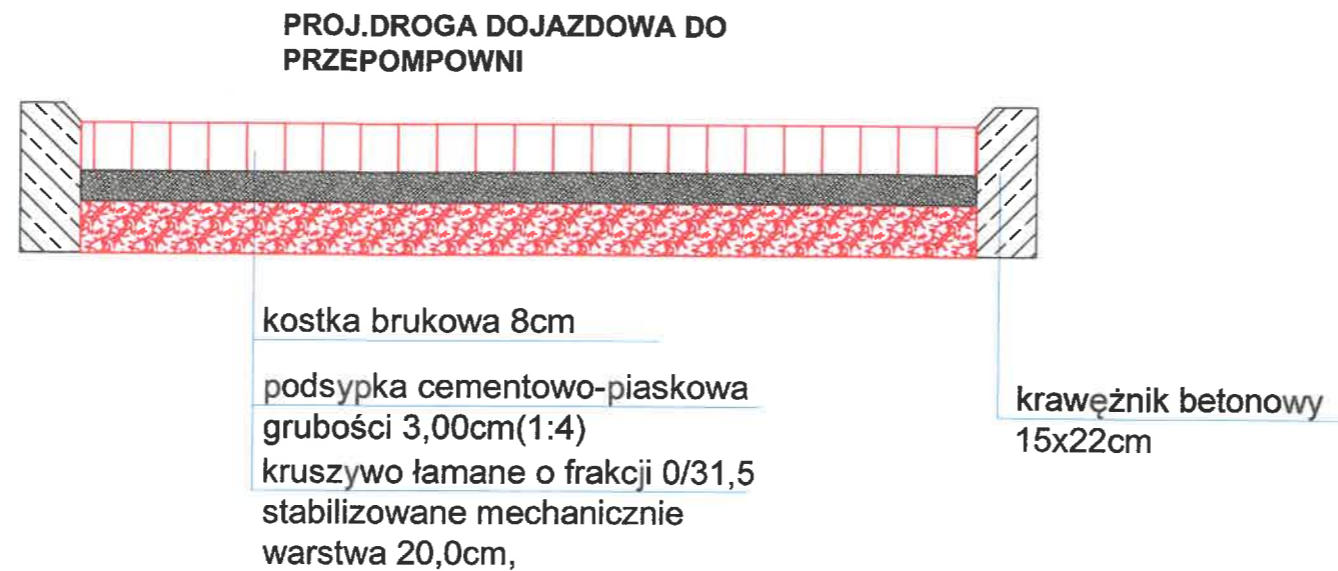 PROJ.DROGA DOJAZDOWA DO
PRZEPOMPOWNI
kostka brukowa 8cm
podsypka cementowo-piaskowa
grubości 3,00cm(1:4)
kruszywo łamane o frakcji 0/31,5
stabilizowane mechanicznie
warstwa 20,0cm,
krawężnik betonowy
15x22cm